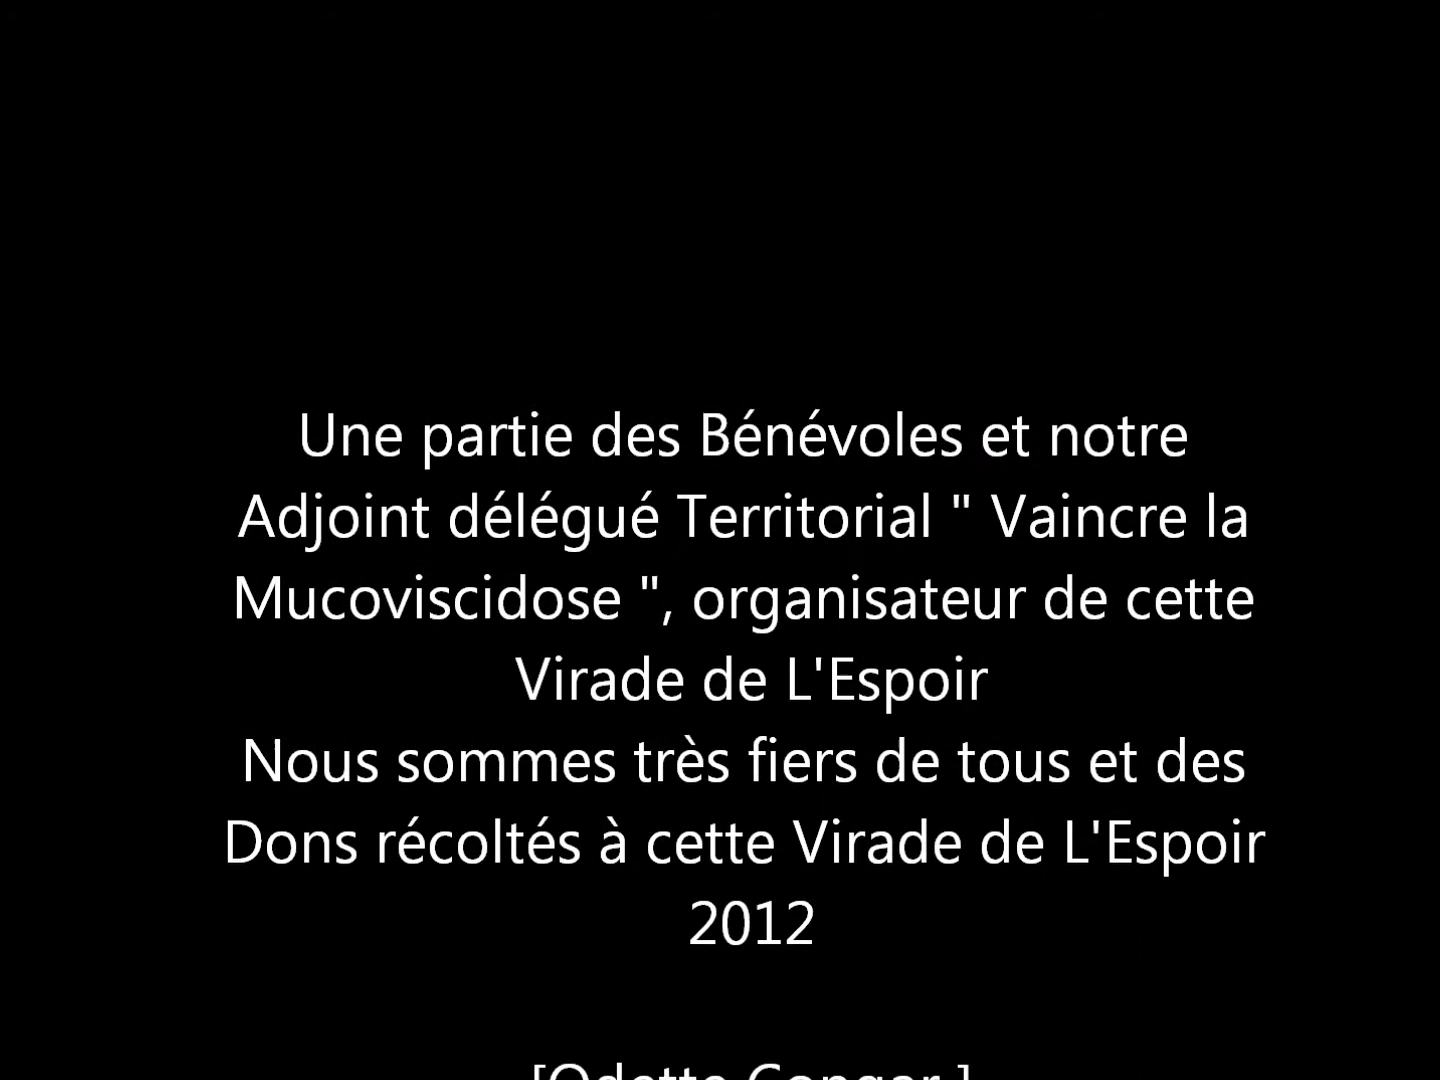 Une partie des Bénévoles et notre
Adjoint délégué Territorial " Vaincre la
Mucoviscidose ", organisateur de cette
Virade de L'Espoir
Nous sommes très fiers de tous et des
Dons récoltés à cette Virade de L'Espoir
2012
[Odette